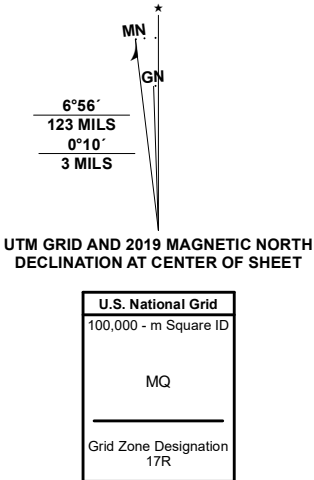 ★
MN
GN
6°56´
123 MILS
0°10´
3 MILS
UTM GRID AND 2019 MAGNETIC NORTH
DECLINATION AT CENTER OF SHEET
U.S. National Grid
100,000 - m Square ID
MQ
Grid Zone Designation
17R